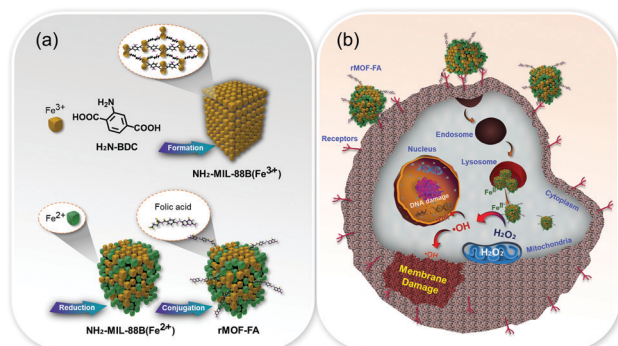 (a)
Fe3+
H2N
HOOC
COOH
H₂N-BDC
Formation
NH₂-MIL-88B(Fe3+)
Fe2+
Folic acid
Reduction
Conjugation
NH₂-MIL-88B(Fe2+)
rMOF-FA
(b)
rMOF-FA
Receptors
Endosome
Nucleus
Lysosome
DNA damage
Cytoplasm
•OH
H₂O₂
Mitochondria
•OH
H₂O₂
Membrane
Damage